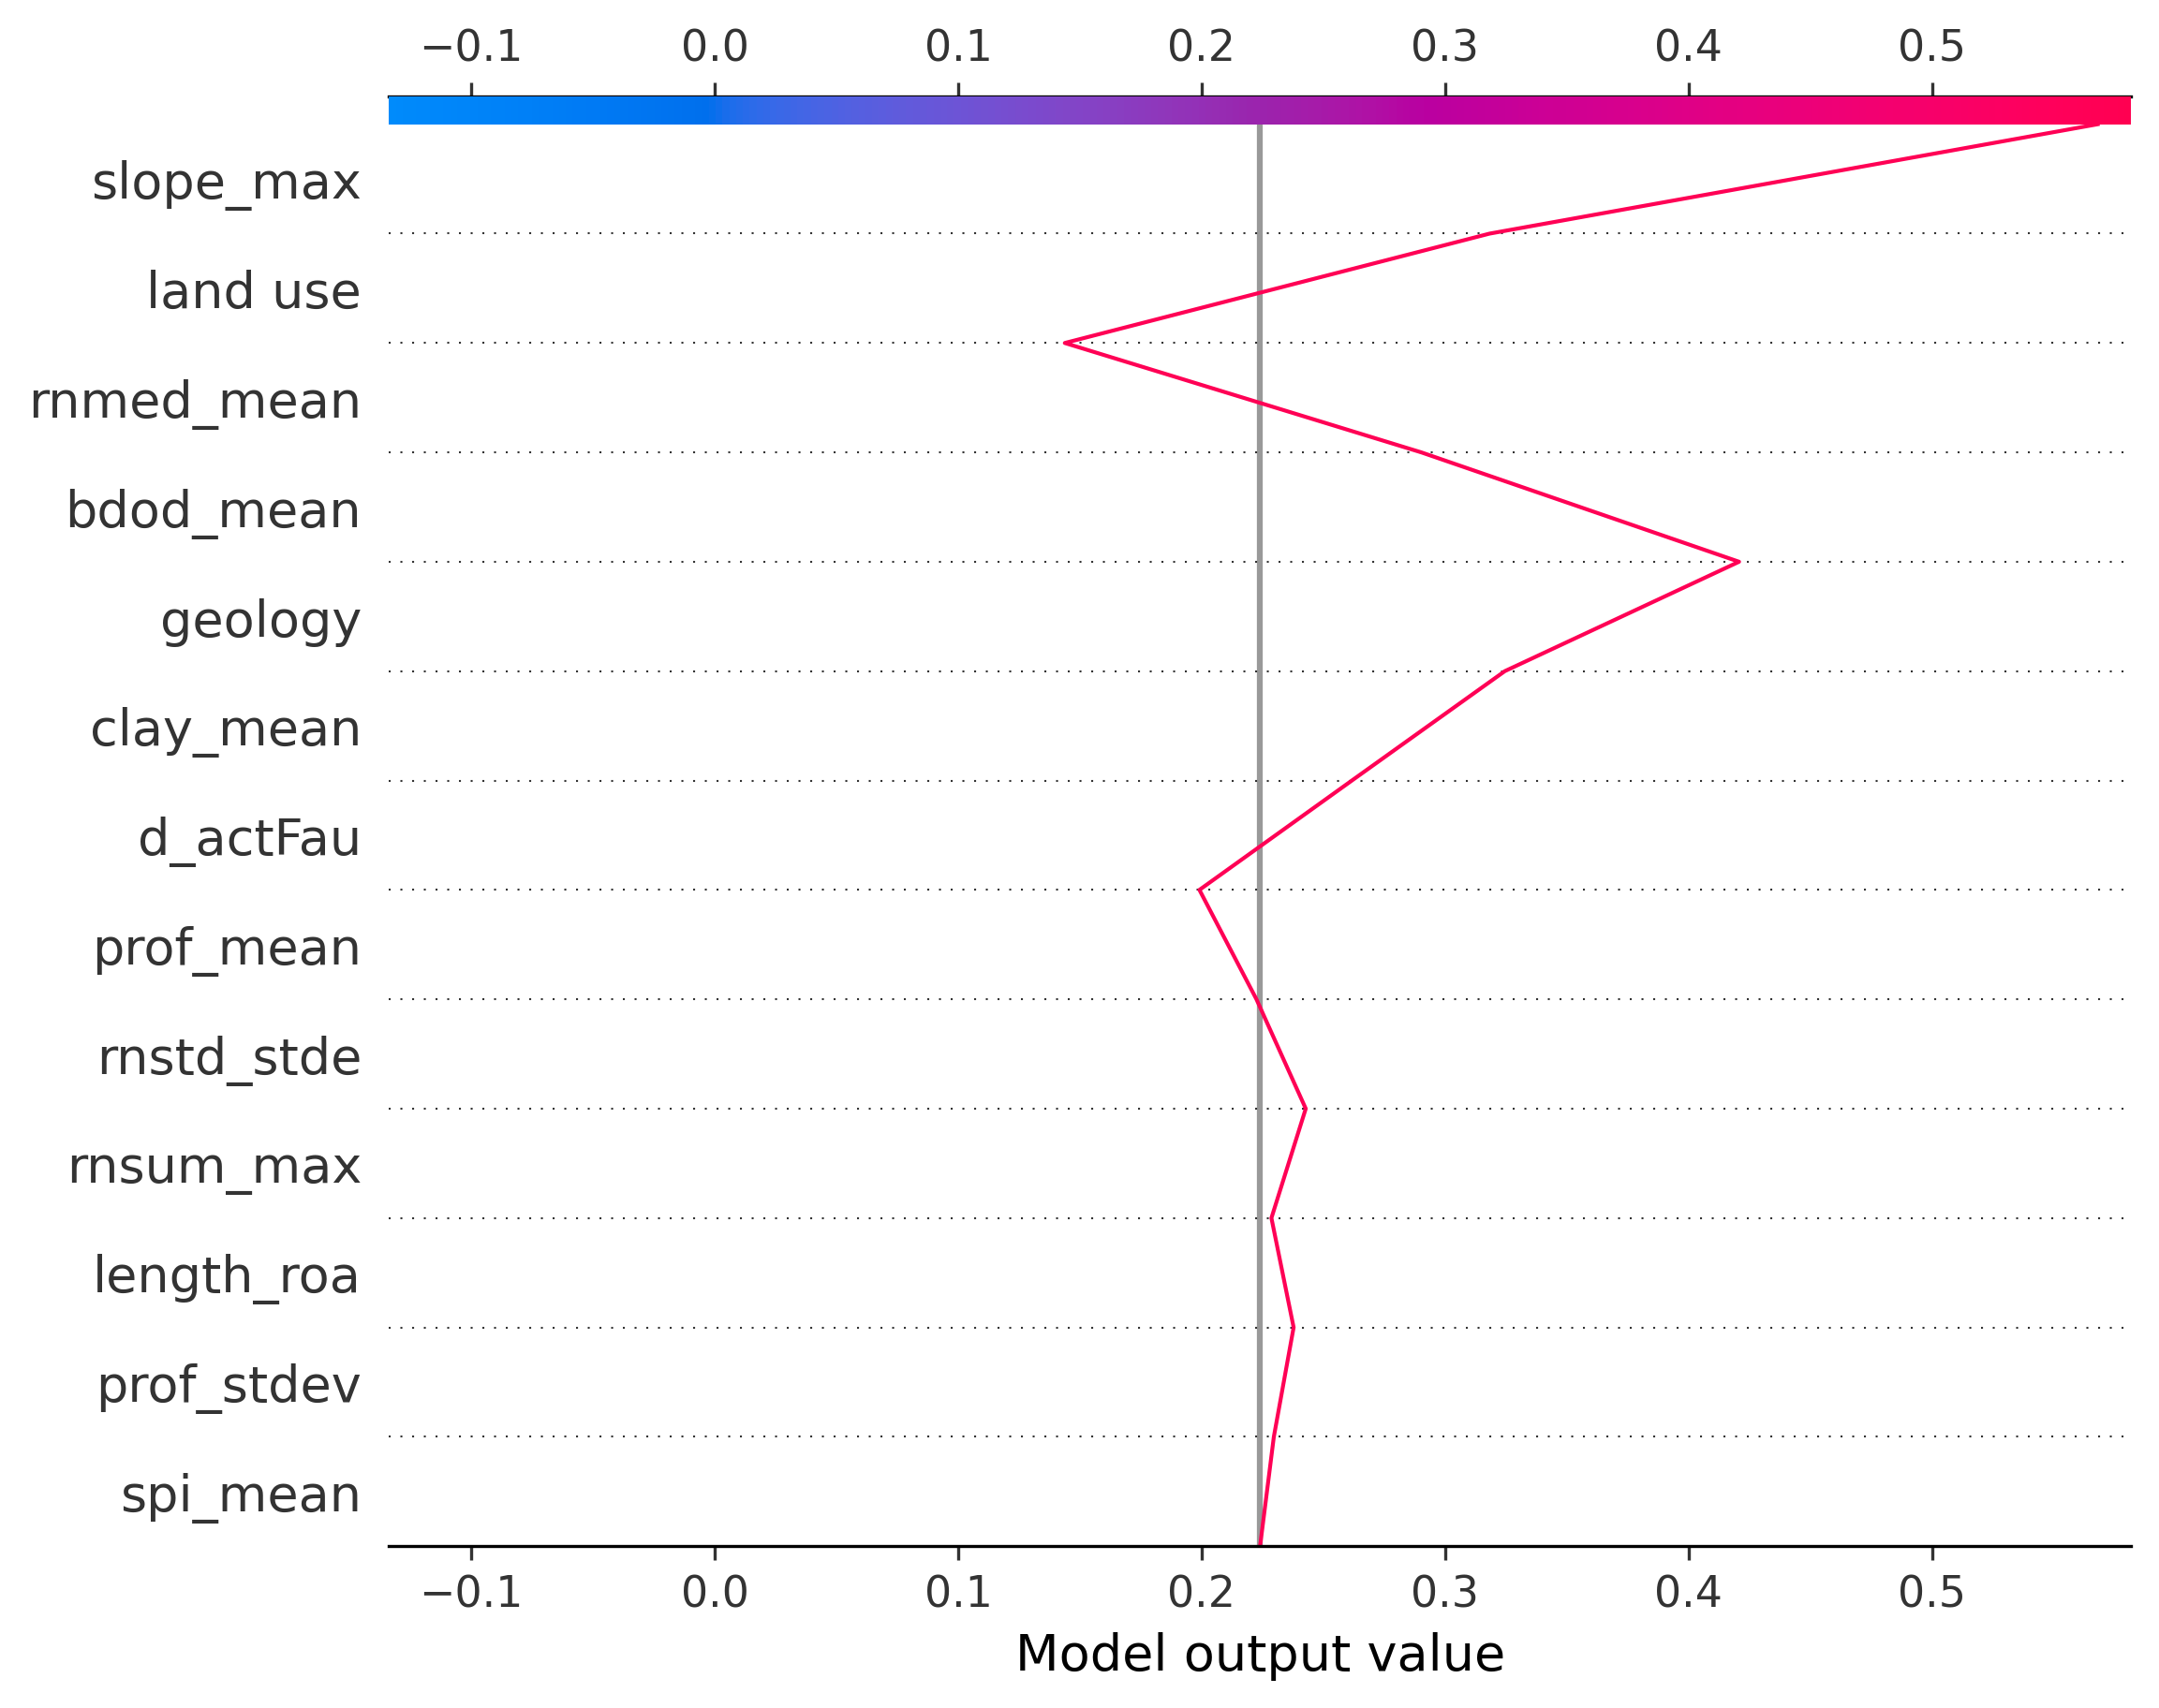 −0.1 0.0 0.1 0.2 0.3 0.4 0.5
slope_max
land use
rnmed_mean
bdod_mean
geology
clay_mean
d_actFau
prof_mean
rnstd_stde
rnsum_max
length_roa
prof_stdev
spi_mean
−0.1 0.0 0.1 0.2 0.3 0.4 0.5
Model output value